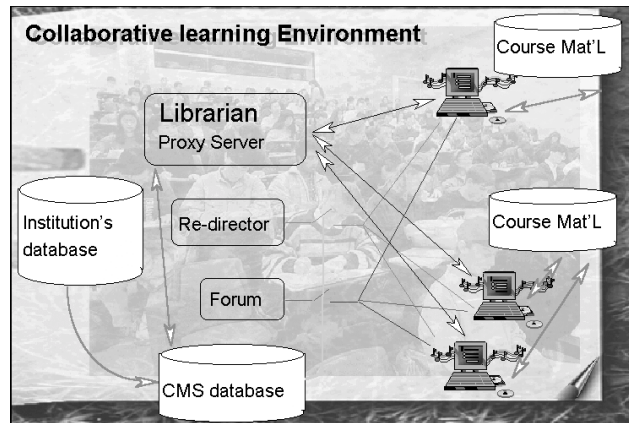 Collaborative learning Environment
Course Mat'L
Librarian
Proxy Server
Institution's
database
Re-director
Course Mat'L
Forum
CMS database